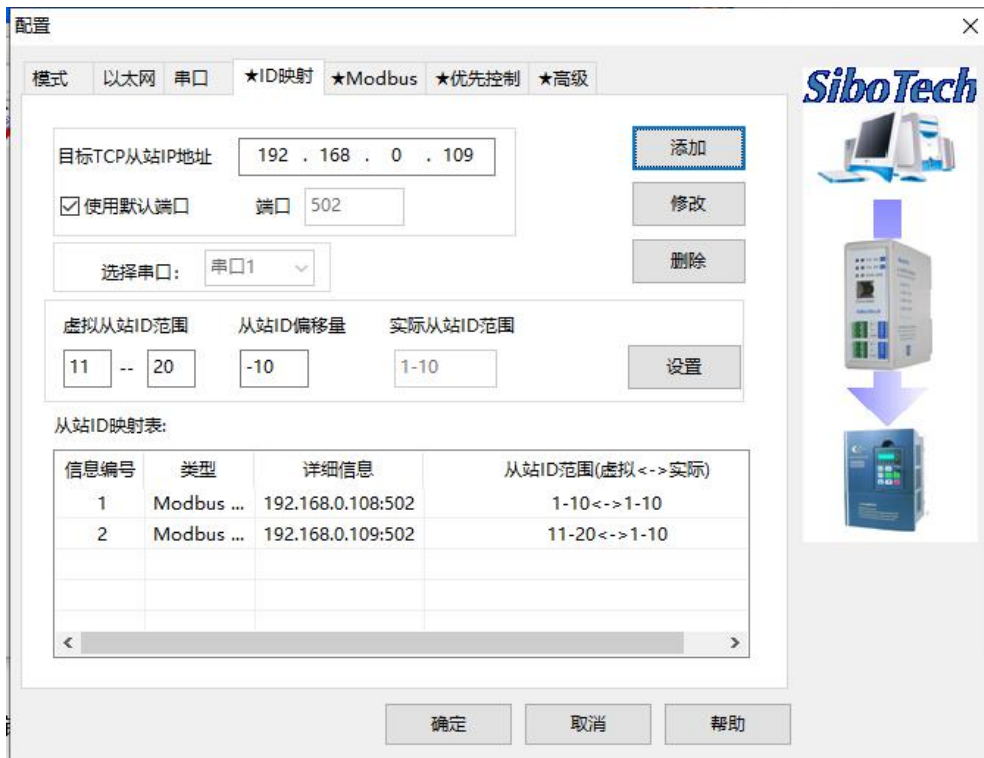 配置
模式 以太网 串口 ★ID映射 ★Modbus ★优先控制 ★高级
SiboTech
目标TCP从站IP地址 192 . 168 . 0 . 109 添加
使用默认端口 端口 502 修改
选择串口： 串口1 删除
虚拟从站ID范围 从站ID偏移量 实际从站ID范围
11 -- 20 -10 1-10 设置
从站ID映射表:
信息编号 类型 详细信息 从站ID范围(虚拟<->实际)
1 Modbus ... 192.168.0.108:502 1-10<->1-10
2 Modbus ... 192.168.0.109:502 11-20<->1-10
确定 取消 帮助